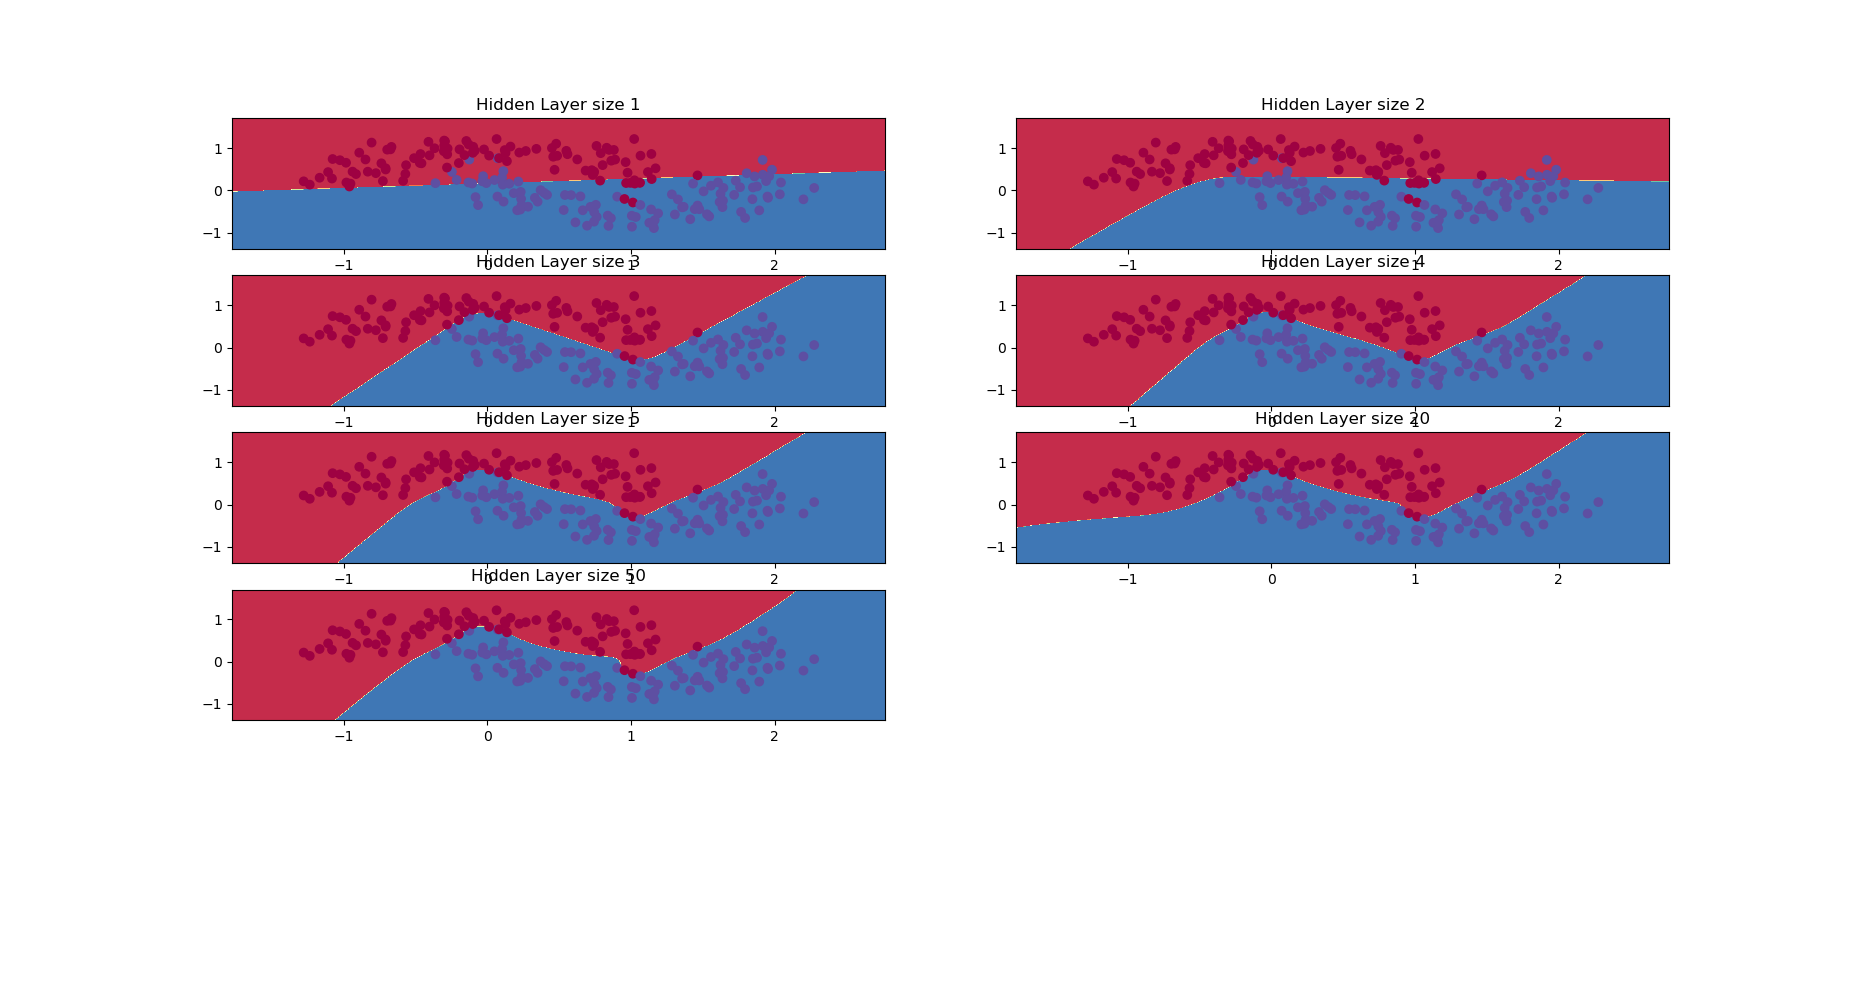 Hidden Layer size 1
1
0
−1
−1 0 1 2
Hidden Layer size 2
1
0
−1
−1 0 1 2
Hidden Layer size 3
1
0
−1
−1 0 1 2
Hidden Layer size 4
1
0
−1
−1 0 1 2
Hidden Layer size 5
1
0
−1
−1 0 1 2
Hidden Layer size 20
1
0
−1
−1 0 1 2
Hidden Layer size 50
1
0
−1
−1 0 1 2